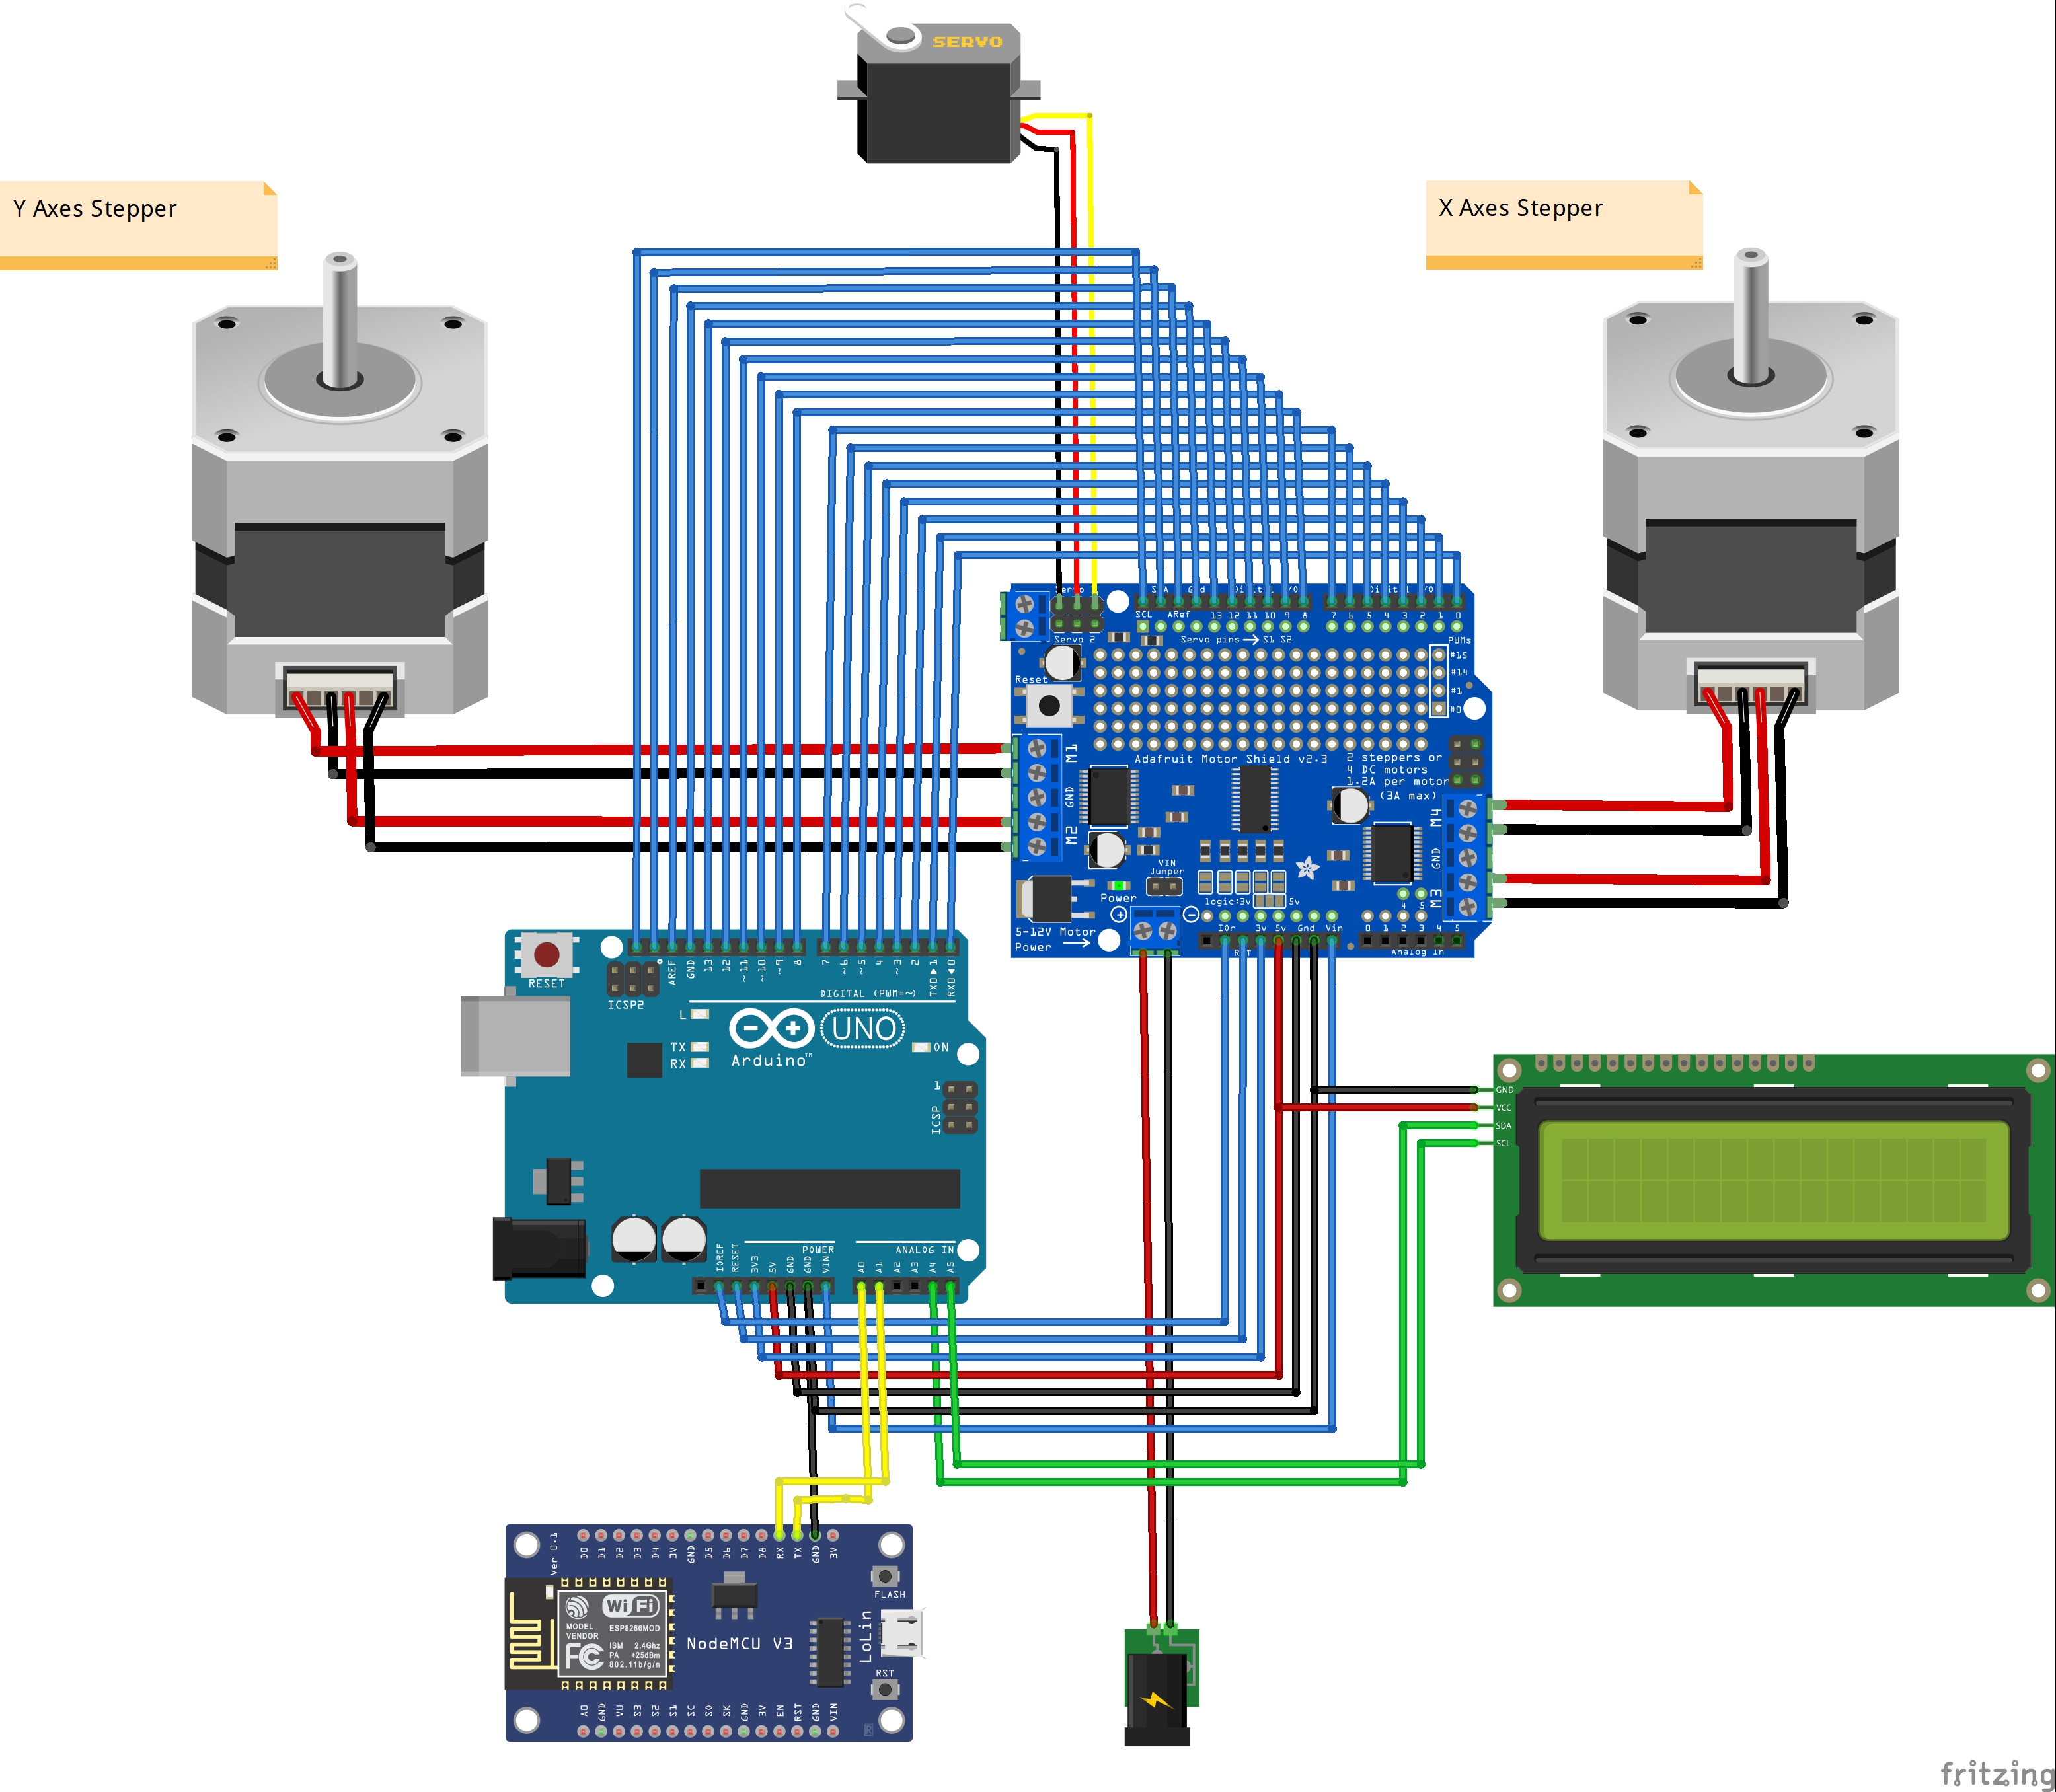 SERVO
Y Axes Stepper
X Axes Stepper
Servo
SDA Gnd Digital I/O Digital I/O
SCL ARef 13 12 11 10 9 8 7 6 5 4 3 2 1 0
Servo 2
Servo pins S1 S2
PWMs
#15
#14
#1
#0
Reset
M1
GND
M2
Adafruit Motor Shield v2.3
2 steppers or
4 DC motors
1.2A per motor
(3A max)
M4
GND
M3
VIN
Jumper
Power
logic:3v 5v
4 5
5-12V Motor
Power
IOr 3v 5v Gnd Vin
RST
0 1 2 3 4 5
Analog In
RESET
ICSP2
AREF
GND
13
12
~11
~10
~9
8
7
~6
~5
4
~3
2
TX0 1
RX0 0
DIGITAL (PWM=~)
L
TX
RX
UNO
Arduino™
ON
1
ICSP
GND
VCC
SDA
SCL
POWER
ANALOG IN
IOREF
RESET
3V3
5V
GND
GND
VIN
A0
A1
A2
A3
A4
A5
Ver 0.1
D0 D1 D2 D3 D4 3V GND D5 D6 D7 D8 RX TX GND 3V
FLASH
WiFi
MODEL ESP8266MOD
VENDOR
FC
ISM 2.4Ghz
PA +25dBm
802.11b/g/n
NodeMCU V3
LoLin
RST
A0 GND VU S3 S2 S1 SC S0 SK GND 3V EN RST GND VIN
fritzing